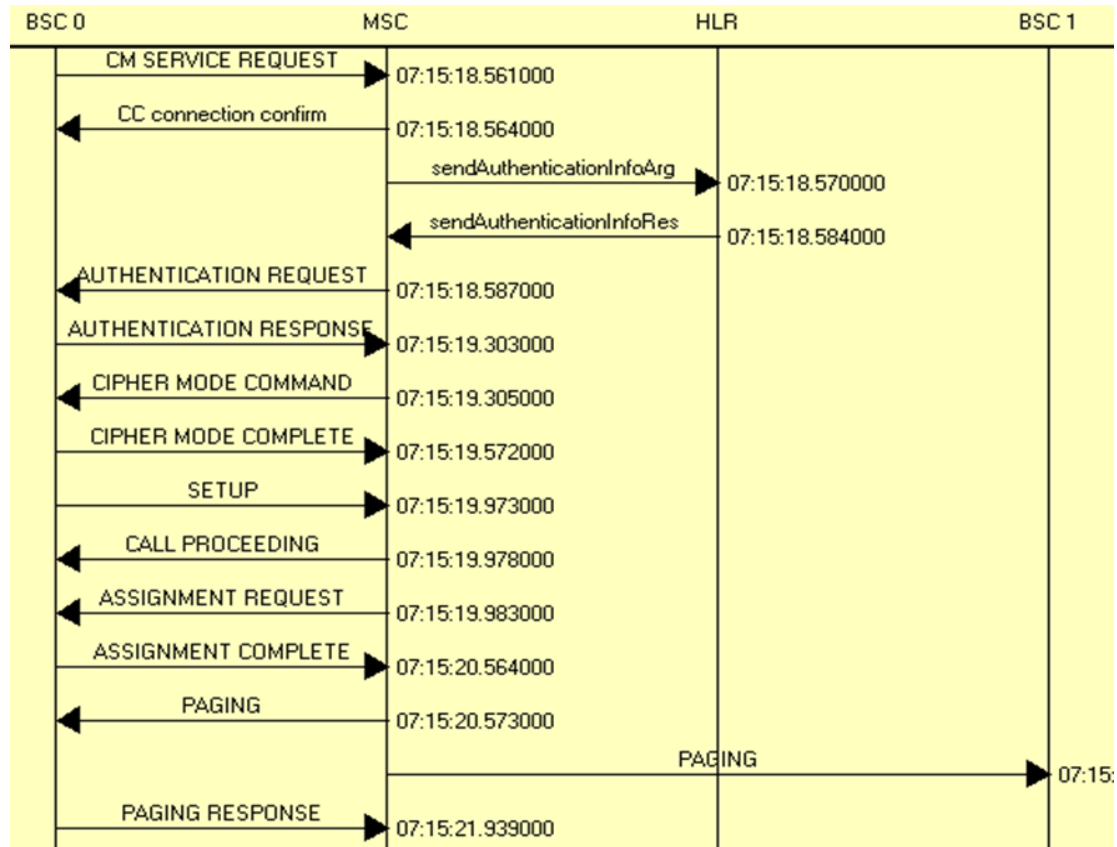 BSC 0 MSC HLR BSC 1
CM SERVICE REQUEST 07:15:18.561000
CC connection confirm 07:15:18.564000
sendAuthenticationInfoArg 07:15:18.570000
sendAuthenticationInfoRes 07:15:18.584000
AUTHENTICATION REQUEST 07:15:18.587000
AUTHENTICATION RESPONSE 07:15:19.303000
CIPHER MODE COMMAND 07:15:19.305000
CIPHER MODE COMPLETE 07:15:19.572000
SETUP 07:15:19.973000
CALL PROCEEDING 07:15:19.978000
ASSIGNMENT REQUEST 07:15:19.983000
ASSIGNMENT COMPLETE 07:15:20.564000
PAGING 07:15:20.573000
PAGING 07:15:
PAGING RESPONSE 07:15:21.939000